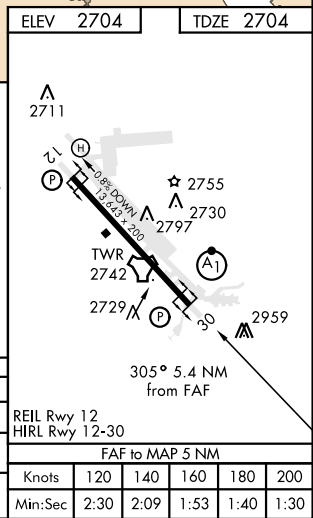 ELEV 2704
TDZE 2704
2711
H
12
P
0.8% DOWN
13,643 x 200
2755
2730
2797
TWR
2742
A1
2729
P
30
2959
305° 5.4 NM
from FAF
REIL Rwy 12
HIRL Rwy 12-30
FAF to MAP 5 NM
Knots 120 140 160 180 200
Min:Sec 2:30 2:09 1:53 1:40 1:30